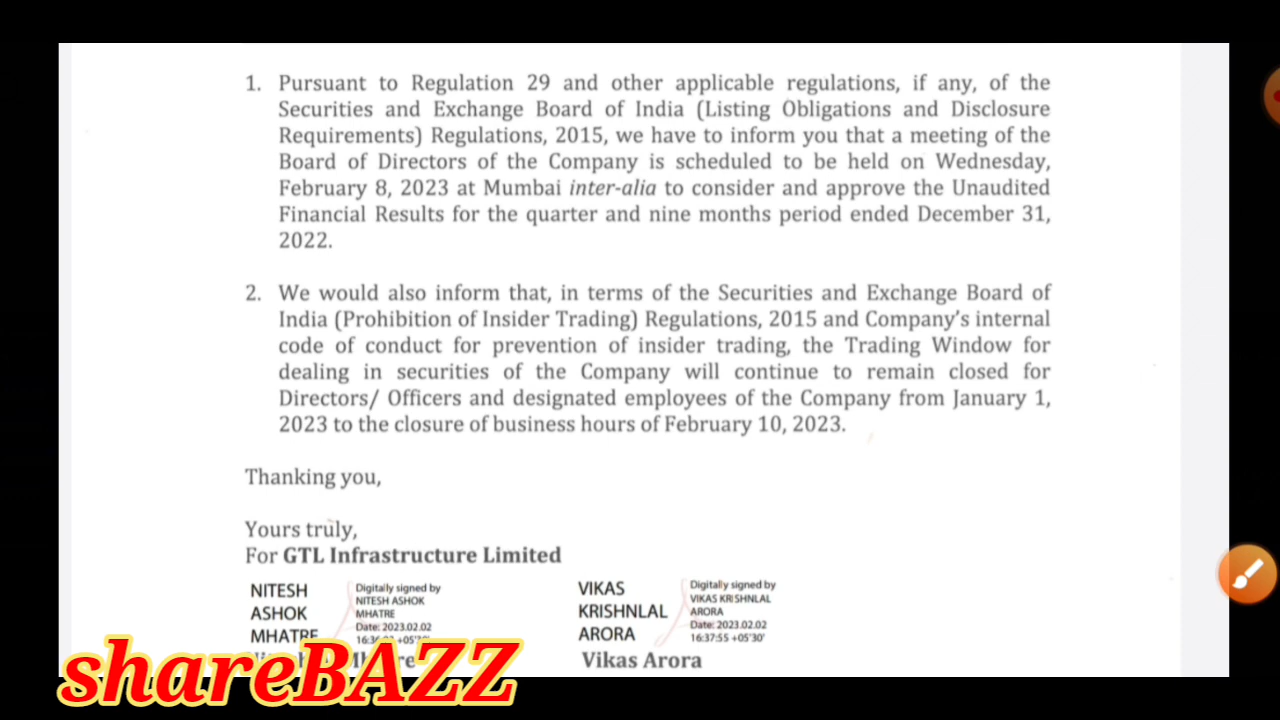 1. Pursuant to Regulation 29 and other applicable regulations, if any, of the
Securities and Exchange Board of India (Listing Obligations and Disclosure
Requirements) Regulations, 2015, we have to inform you that a meeting of the
Board of Directors of the Company is scheduled to be held on Wednesday,
February 8, 2023 at Mumbai inter-alia to consider and approve the Unaudited
Financial Results for the quarter and nine months period ended December 31,
2022.
2. We would also inform that, in terms of the Securities and Exchange Board of
India (Prohibition of Insider Trading) Regulations, 2015 and Company's internal
code of conduct for prevention of insider trading, the Trading Window for
dealing in securities of the Company will continue to remain closed for
Directors/ Officers and designated employees of the Company from January 1,
2023 to the closure of business hours of February 10, 2023.
Thanking you,
Yours truly,
For GTL Infrastructure Limited
NITESH
ASHOK
MHATRE
Digitally signed by
NITESH ASHOK
MHATRE
Date: 2023.02.02
VIKAS
KRISHNLAL
ARORA
Digitally signed by
VIKAS KRISHNLAL
ARORA
Date: 2023.02.02
16:37:55 +05'30'
Vikas Arora
shareBAZZ